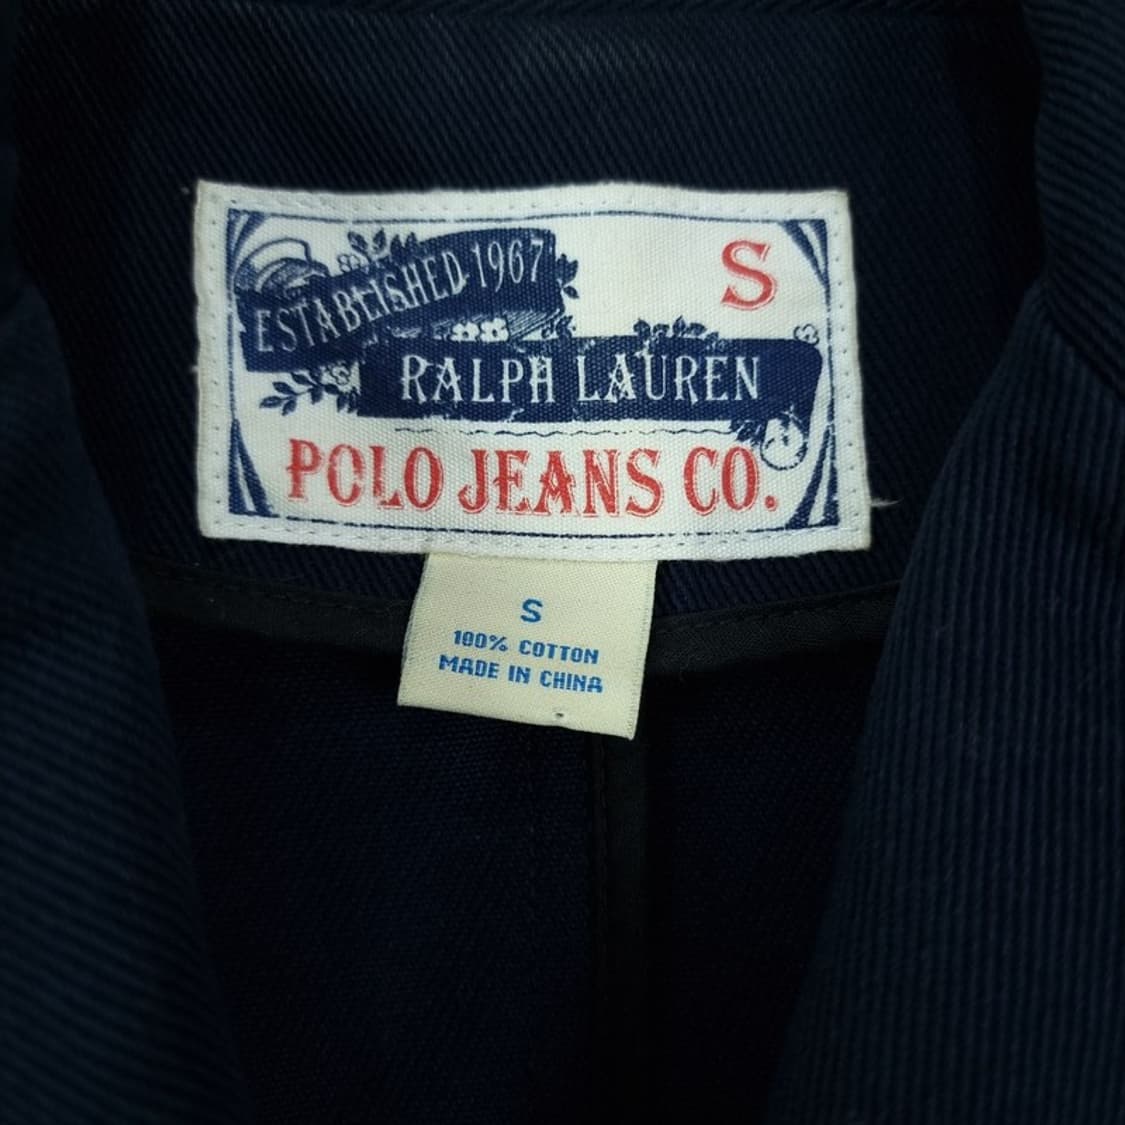 ESTABLISHED 1967
S
RALPH LAUREN
POLO JEANS CO.
S
100% COTTON
MADE IN CHINA